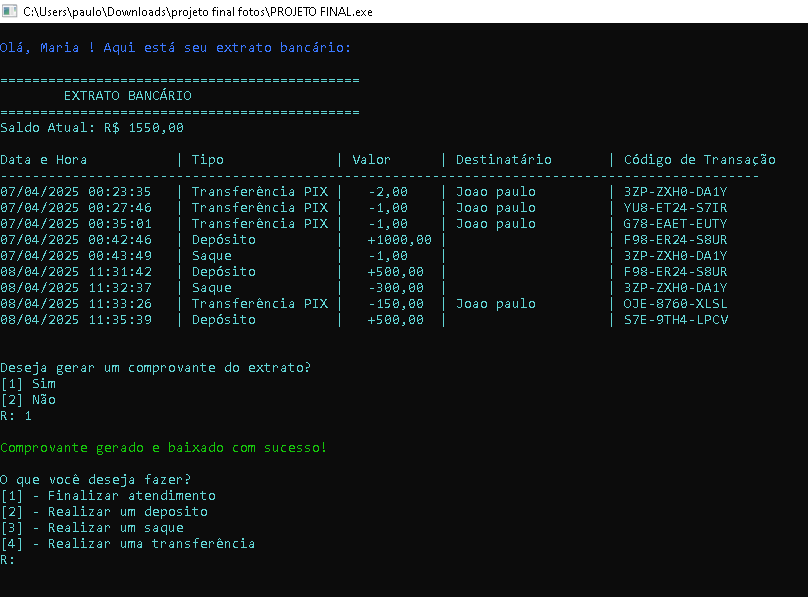 C:\Users\paulo\Downloads\projeto final fotos\PROJETO FINAL.exe
Olá, Maria ! Aqui está seu extrato bancário:
=============================================
EXTRATO BANCÁRIO
=============================================
Saldo Atual: R$ 1550,00
Data e Hora | Tipo | Valor | Destinatário | Código de Transação
-----------------------------------------------------------------------------------------------
07/04/2025 00:23:35 | Transferência PIX | -2,00 | Joao paulo | 3ZP-ZXH0-DA1Y
07/04/2025 00:27:46 | Transferência PIX | -1,00 | Joao paulo | YU8-ET24-S7IR
07/04/2025 00:35:01 | Transferência PIX | -1,00 | Joao paulo | G78-EAET-EUTY
07/04/2025 00:42:46 | Depósito | +1000,00 | | F98-ER24-S8UR
07/04/2025 00:43:49 | Saque | -1,00 | | 3ZP-ZXH0-DA1Y
08/04/2025 11:31:42 | Depósito | +500,00 | | F98-ER24-S8UR
08/04/2025 11:32:37 | Saque | -300,00 | | 3ZP-ZXH0-DA1Y
08/04/2025 11:33:26 | Transferência PIX | -150,00 | Joao paulo | OJE-8760-XLSL
08/04/2025 11:35:39 | Depósito | +500,00 | | S7E-9TH4-LPCV
Deseja gerar um comprovante do extrato?
[1] Sim
[2] Não
R: 1
Comprovante gerado e baixado com sucesso!
O que você deseja fazer?
[1] - Finalizar atendimento
[2] - Realizar um deposito
[3] - Realizar um saque
[4] - Realizar uma transferência
R: